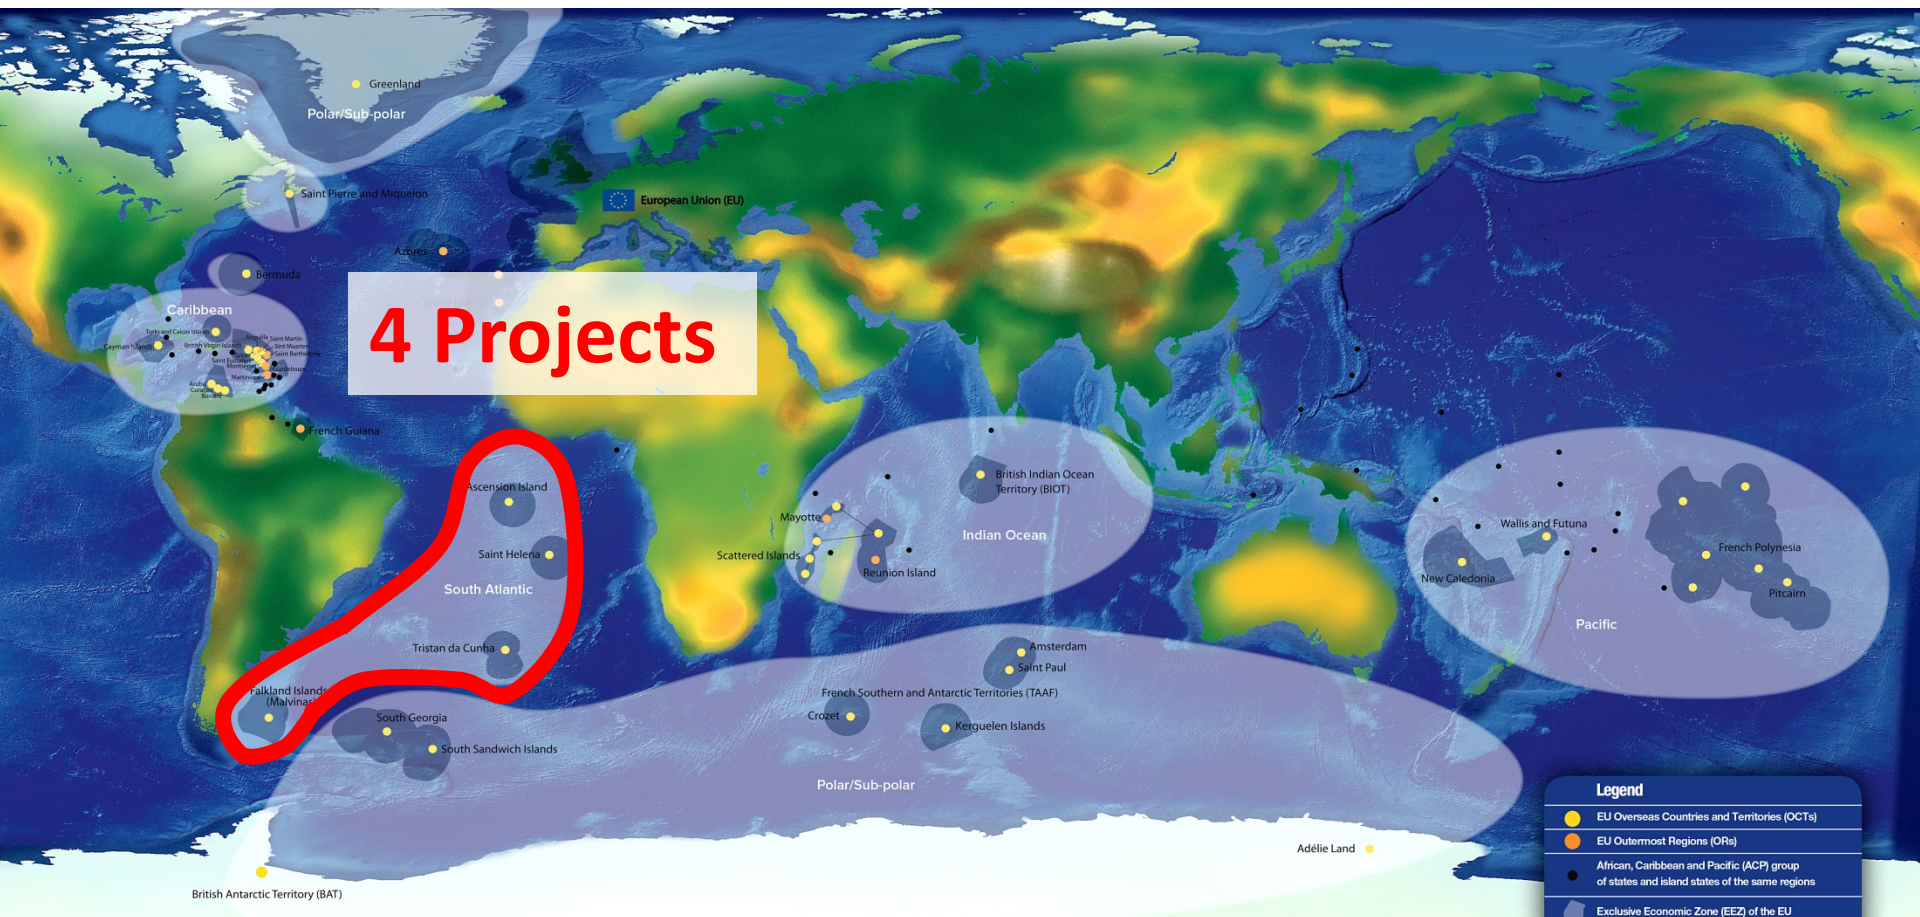 Greenland
Polar/Sub-polar
Saint Pierre and Miquelon
European Union (EU)
Azores
Bermuda
4 Projects
Caribbean
Turks and Caicos Islands
Cayman Islands
British Virgin Islands
Anguilla
Saint Martin
Sint Maarten
Saint Barthélemy
Saint Eustatius
Montserrat
Guadeloupe
Martinique
Aruba
Curaçao
Bonaire
French Guiana
Ascension Island
Saint Helena
South Atlantic
Tristan da Cunha
Falkland Islands
(Malvinas)
South Georgia
South Sandwich Islands
British Indian Ocean
Territory (BIOT)
Mayotte
Indian Ocean
Scattered Islands
Reunion Island
Wallis and Futuna
French Polynesia
New Caledonia
Pitcairn
Pacific
Amsterdam
Saint Paul
French Southern and Antarctic Territories (TAAF)
Crozet
Kerguelen Islands
Polar/Sub-polar
Adélie Land
British Antarctic Territory (BAT)
Legend
EU Overseas Countries and Territories (OCTs)
EU Outermost Regions (ORs)
African, Caribbean and Pacific (ACP) group
of states and island states of the same regions
Exclusive Economic Zone (EEZ) of the EU